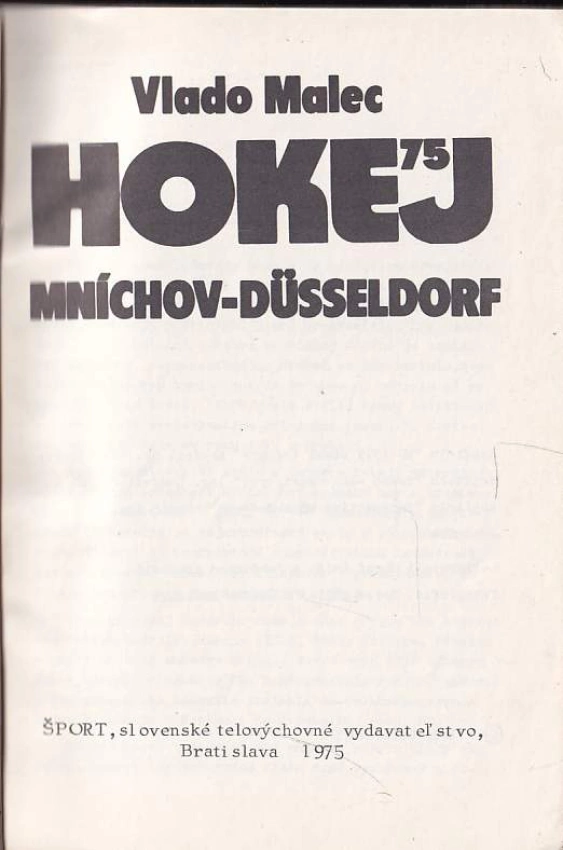 Vlado Malec
HOKEJ 75
MNÍCHOV-DÜSSELDORF
ŠPORT, slovenské telovýchovné vydavateľstvo,
Bratislava 1975